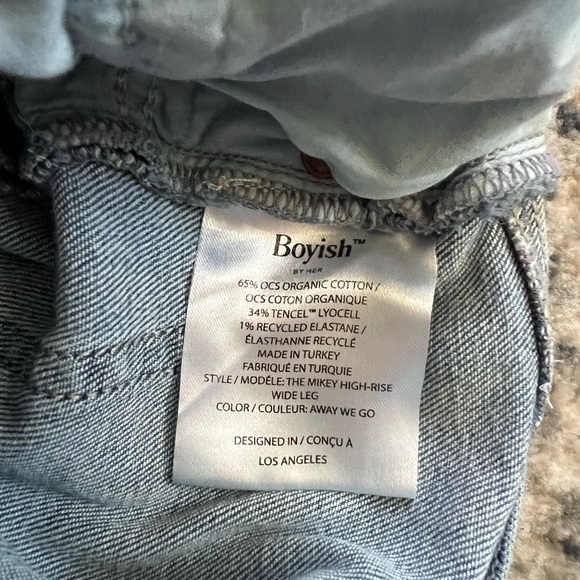 Boyish™
BY HER
65% OCS ORGANIC COTTON /
OCS COTON ORGANIQUE
34% TENCEL™ LYOCELL
1% RECYCLED ELASTANE /
ÉLASTHANNE RECYCLÉ
MADE IN TURKEY
FABRIQUÉ EN TURQUIE
STYLE / MODÉLE: THE MIKEY HIGH-RISE
WIDE LEG
COLOR / COULEUR: AWAY WE GO
DESIGNED IN / CONÇU À
LOS ANGELES